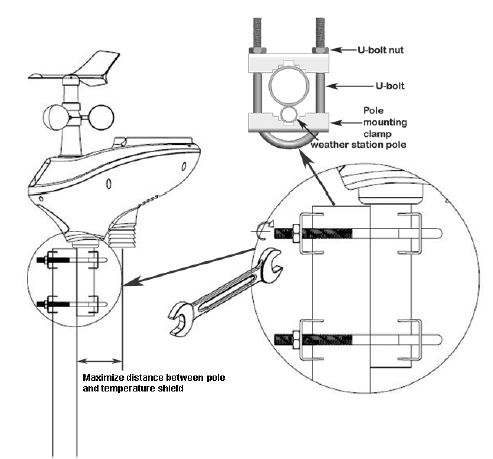 U-bolt nut
U-bolt
Pole
mounting
clamp
weather station pole
Maximize distance between pole
and temperature shield